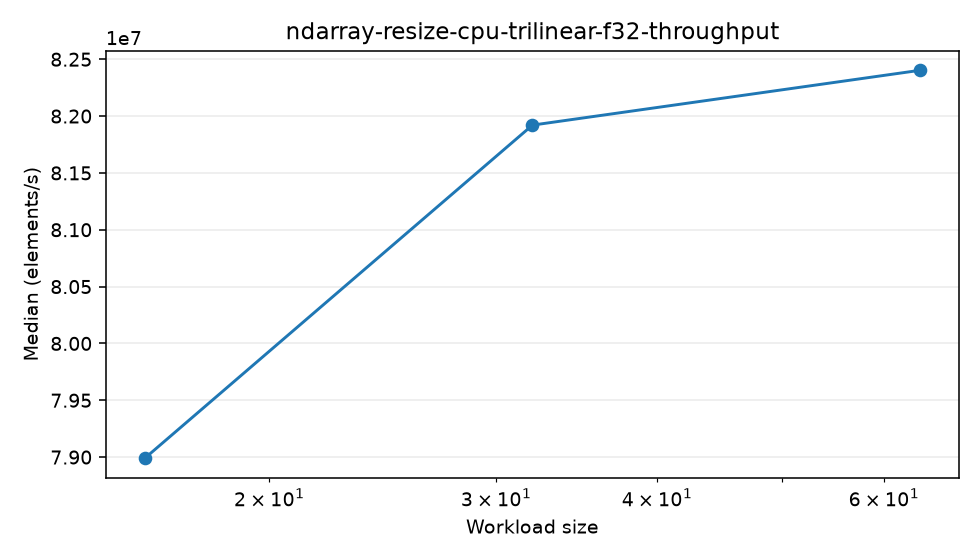 ndarray-resize-cpu-trilinear-f32-throughput
1e7
8.25
8.20
8.15
8.10
8.05
8.00
7.95
7.90
Median (elements/s)
2 × 10¹
3 × 10¹
4 × 10¹
6 × 10¹
Workload size